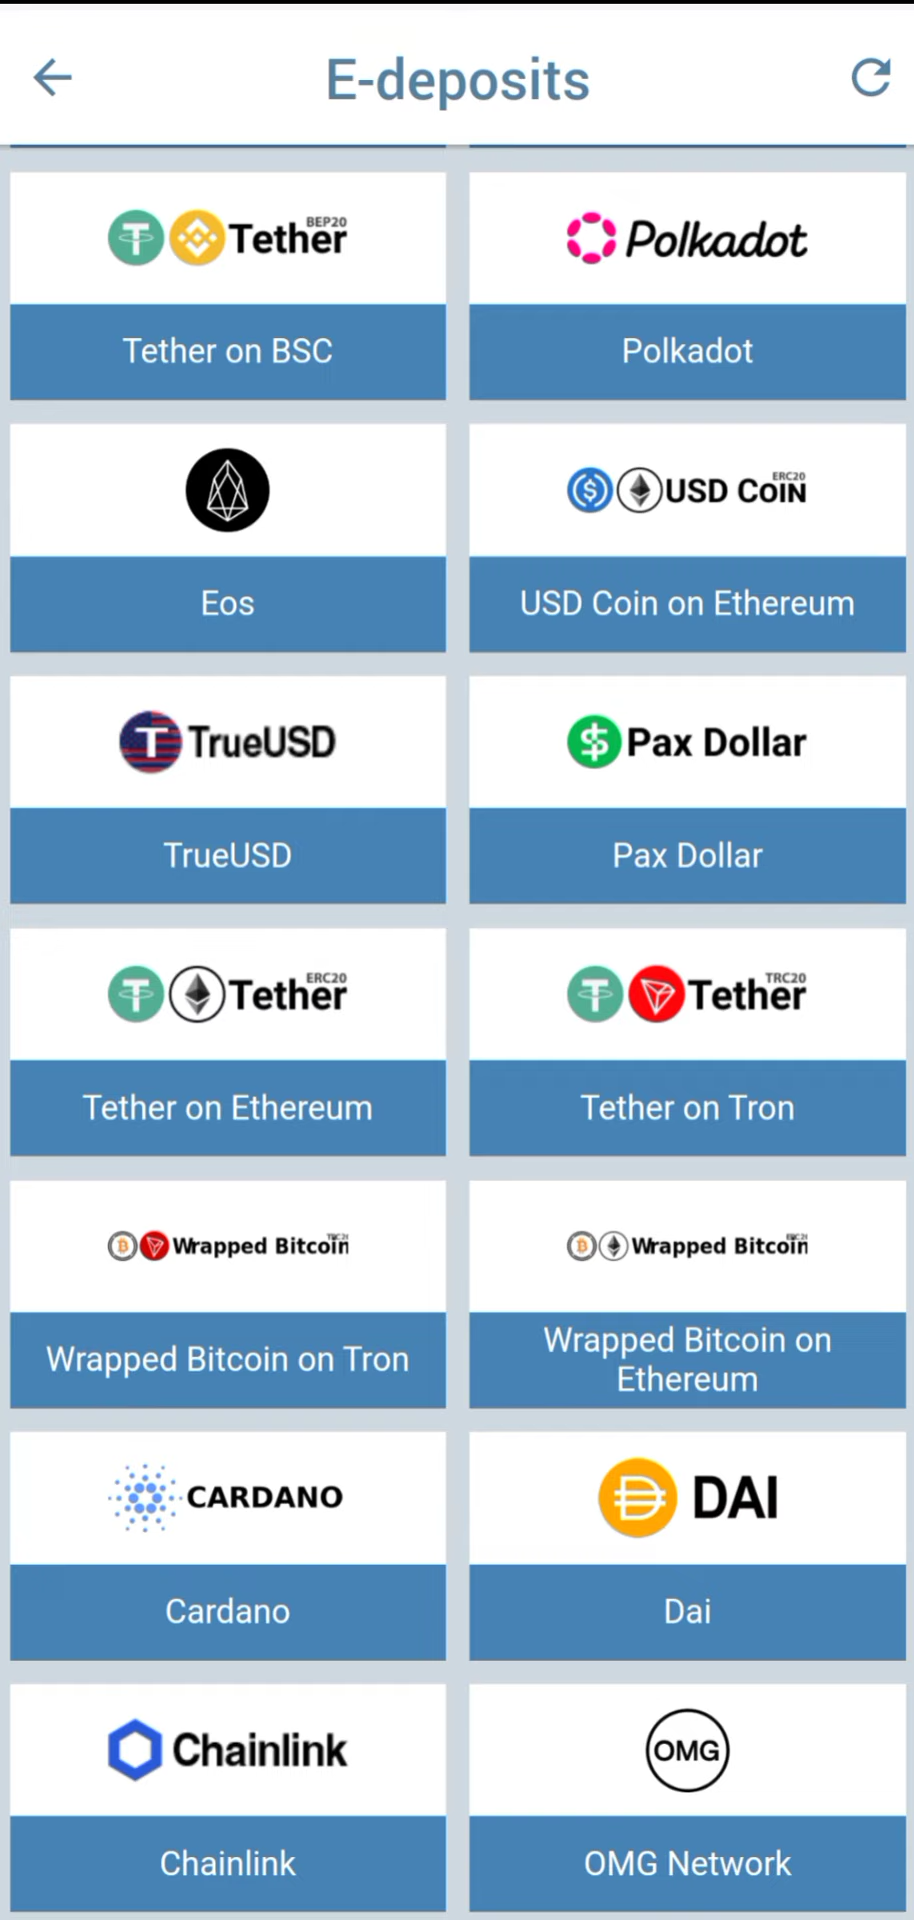 E-deposits
BEP20
Tether
Polkadot
Tether on BSC
Polkadot
ERC20
USD CoiN
Eos
USD Coin on Ethereum
TrueUSD
Pax Dollar
TrueUSD
Pax Dollar
ERC20
Tether
TRC20
Tether
Tether on Ethereum
Tether on Tron
Wrapped Bitcoin
Wrapped Bitcoin
Wrapped Bitcoin on Tron
Wrapped Bitcoin on
Ethereum
CARDANO
DAI
Cardano
Dai
Chainlink
OMG
Chainlink
OMG Network